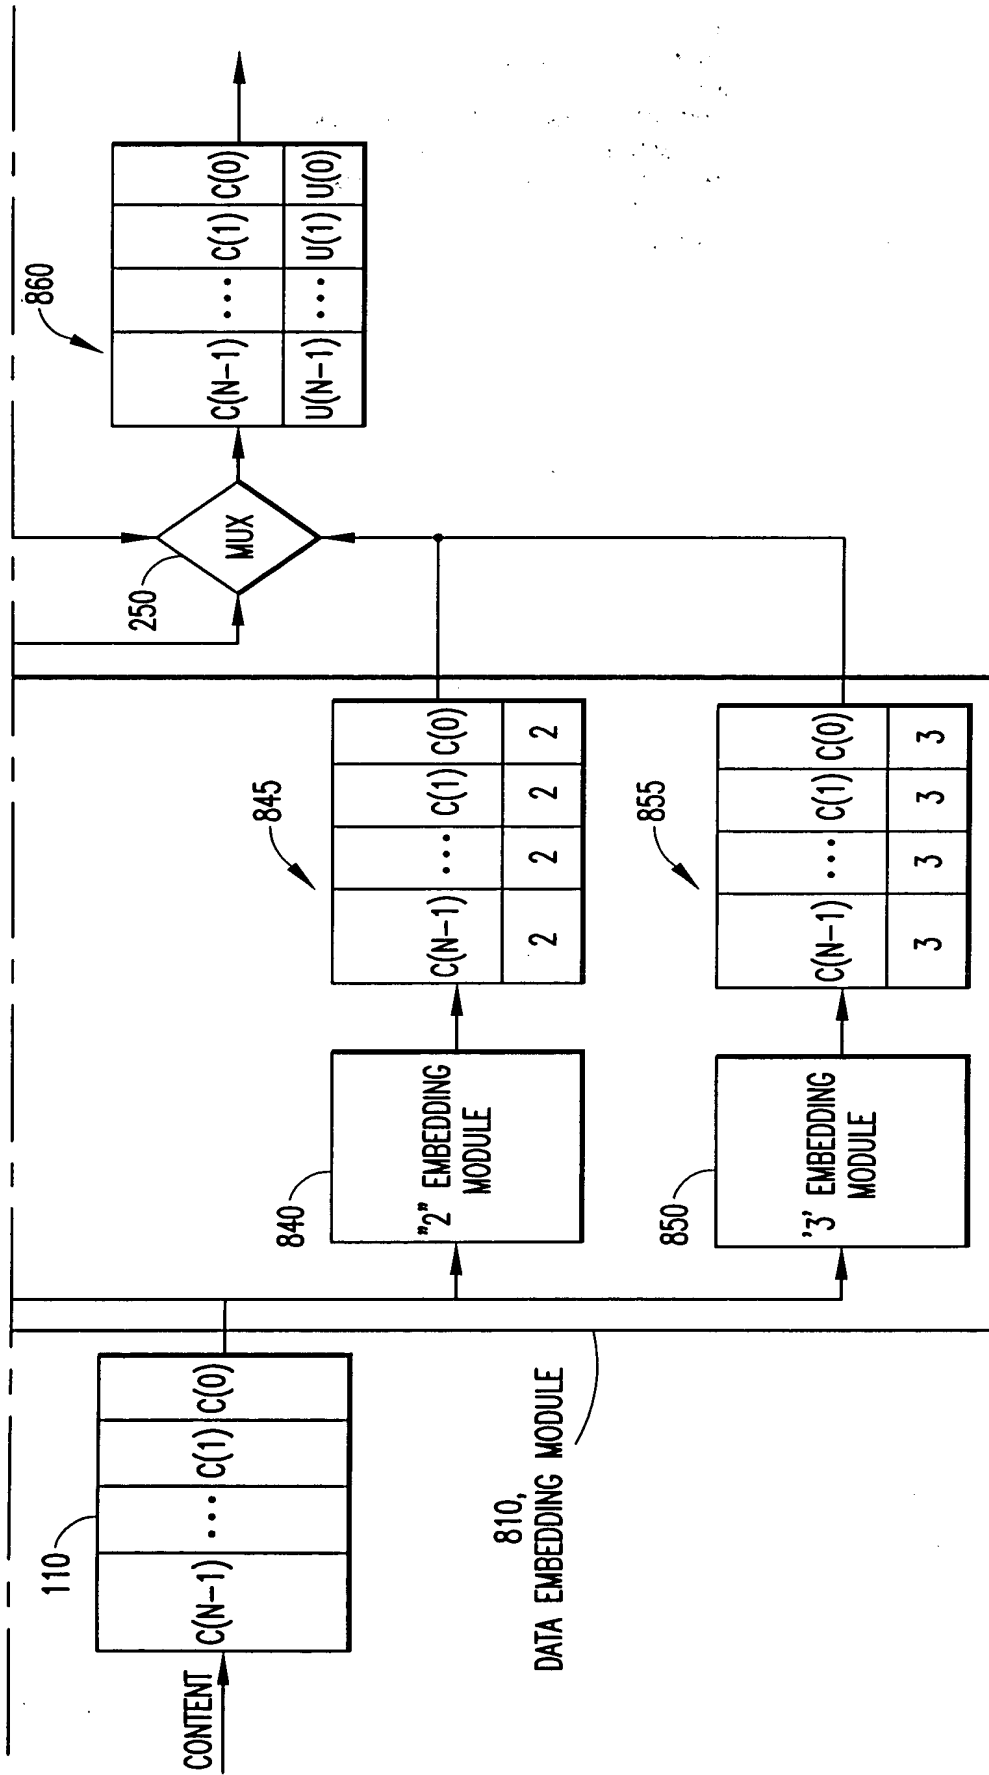 CONTENT
110
C(N-1) ... C(1) C(0)
810,
DATA EMBEDDING MODULE
840
"2" EMBEDDING
MODULE
845
C(N-1) ... C(1) C(0)
2 2 2 2
850
'3' EMBEDDING
MODULE
855
C(N-1) ... C(1) C(0)
3 3 3 3
250
MUX
860
C(N-1) ... C(1) C(0)
U(N-1) ... U(1) U(0)